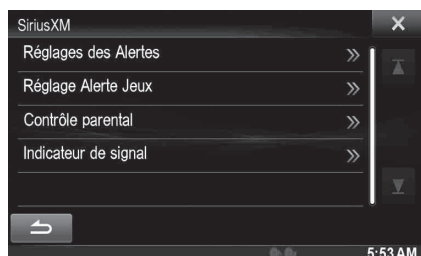 SiriusXM
Réglages des Alertes
Réglage Alerte Jeux
Contrôle parental
Indicateur de signal
5:53 AM